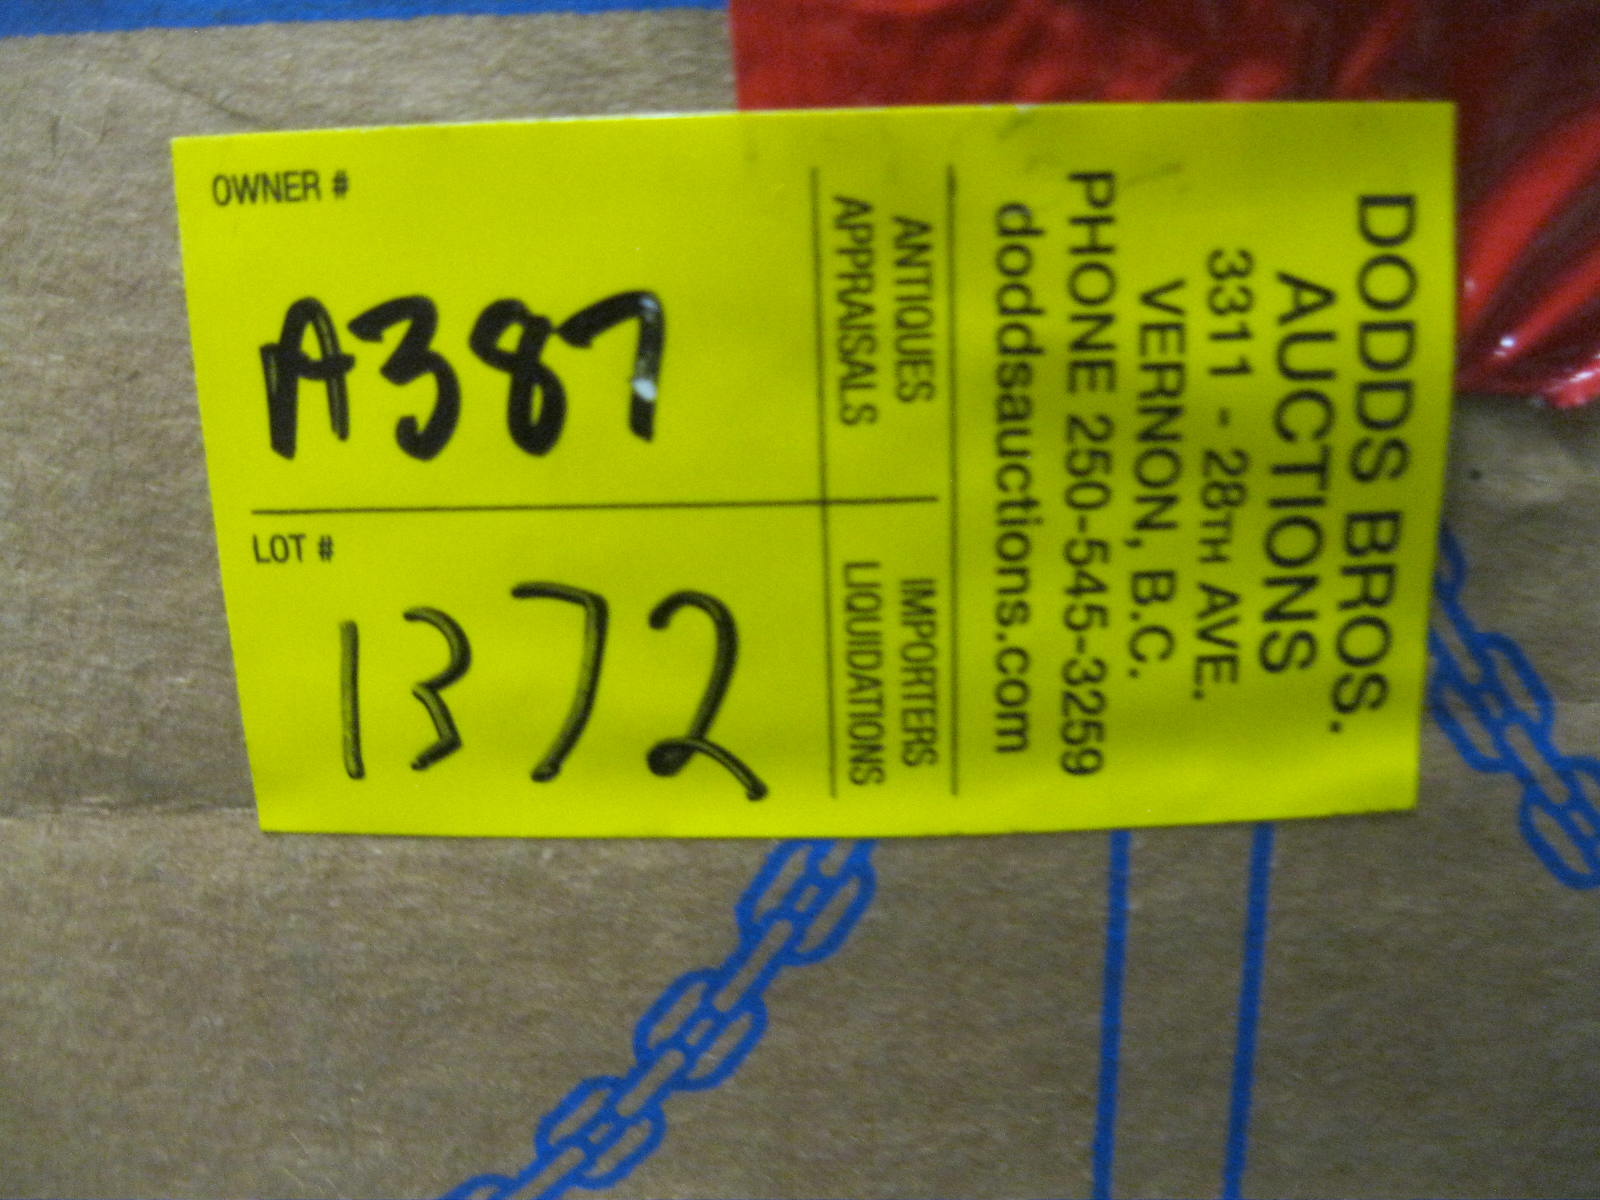 DODDS BROS.
AUCTIONS
3311 - 28TH AVE.
VERNON, B.C.
PHONE 250-545-3259
doddsauctions.com
ANTIQUES
APPRAISALS
IMPORTERS
LIQUIDATIONS
OWNER #
A387
LOT #
1372